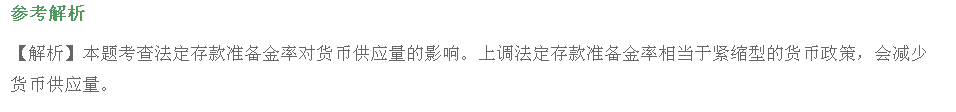 参考解析
【解析】本题考查法定存款准备金率对货币供应量的影响。上调法定存款准备金率相当于紧缩型的货币政策，会减少
货币供应量。